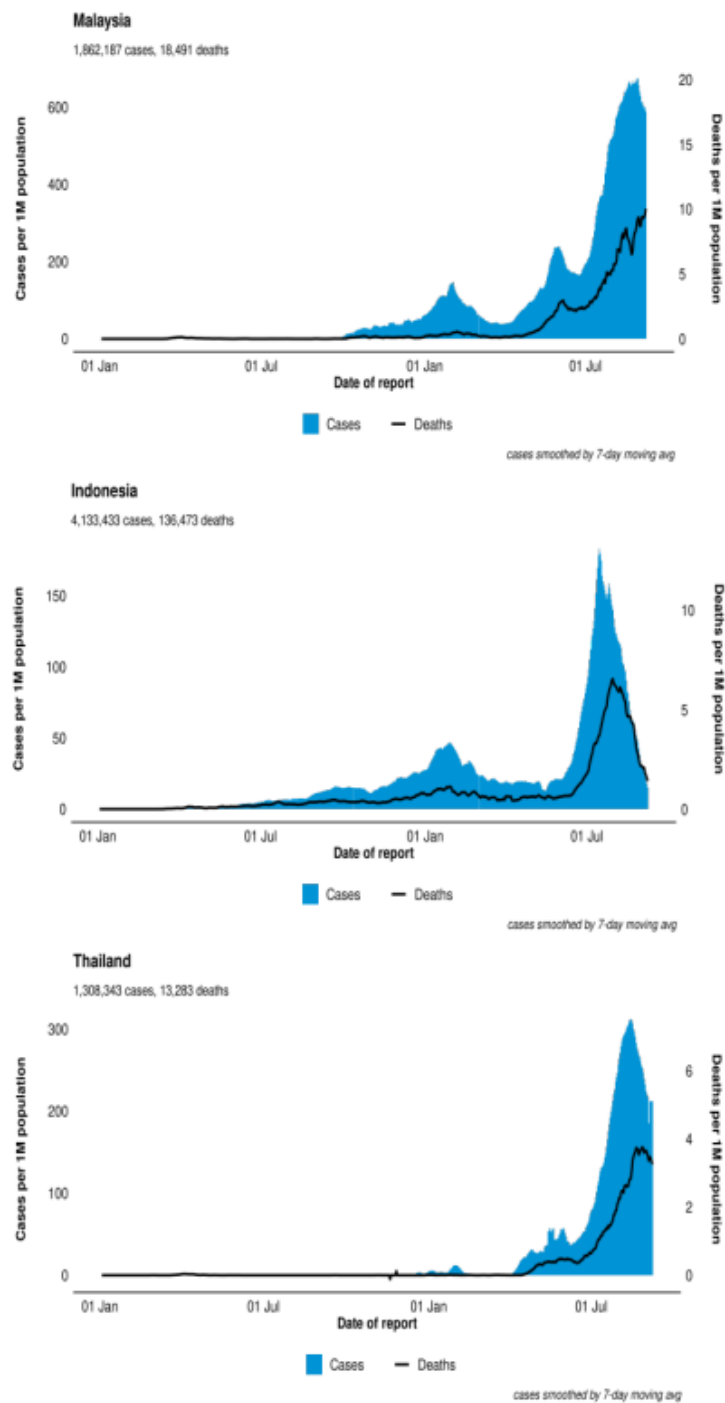 Malaysia
1,862,187 cases, 18,491 deaths
Cases per 1M population
600
400
200
0
Deaths per 1M population
20
15
10
5
0
01 Jan 01 Jul 01 Jan 01 Jul
Date of report
Cases Deaths
cases smoothed by 7-day moving avg
Indonesia
4,133,433 cases, 136,473 deaths
Cases per 1M population
150
100
50
0
Deaths per 1M population
10
5
0
01 Jan 01 Jul 01 Jan 01 Jul
Date of report
Cases Deaths
cases smoothed by 7-day moving avg
Thailand
1,308,343 cases, 13,283 deaths
Cases per 1M population
300
200
100
0
Deaths per 1M population
6
4
2
0
01 Jan 01 Jul 01 Jan 01 Jul
Date of report
Cases Deaths
cases smoothed by 7-day moving avg